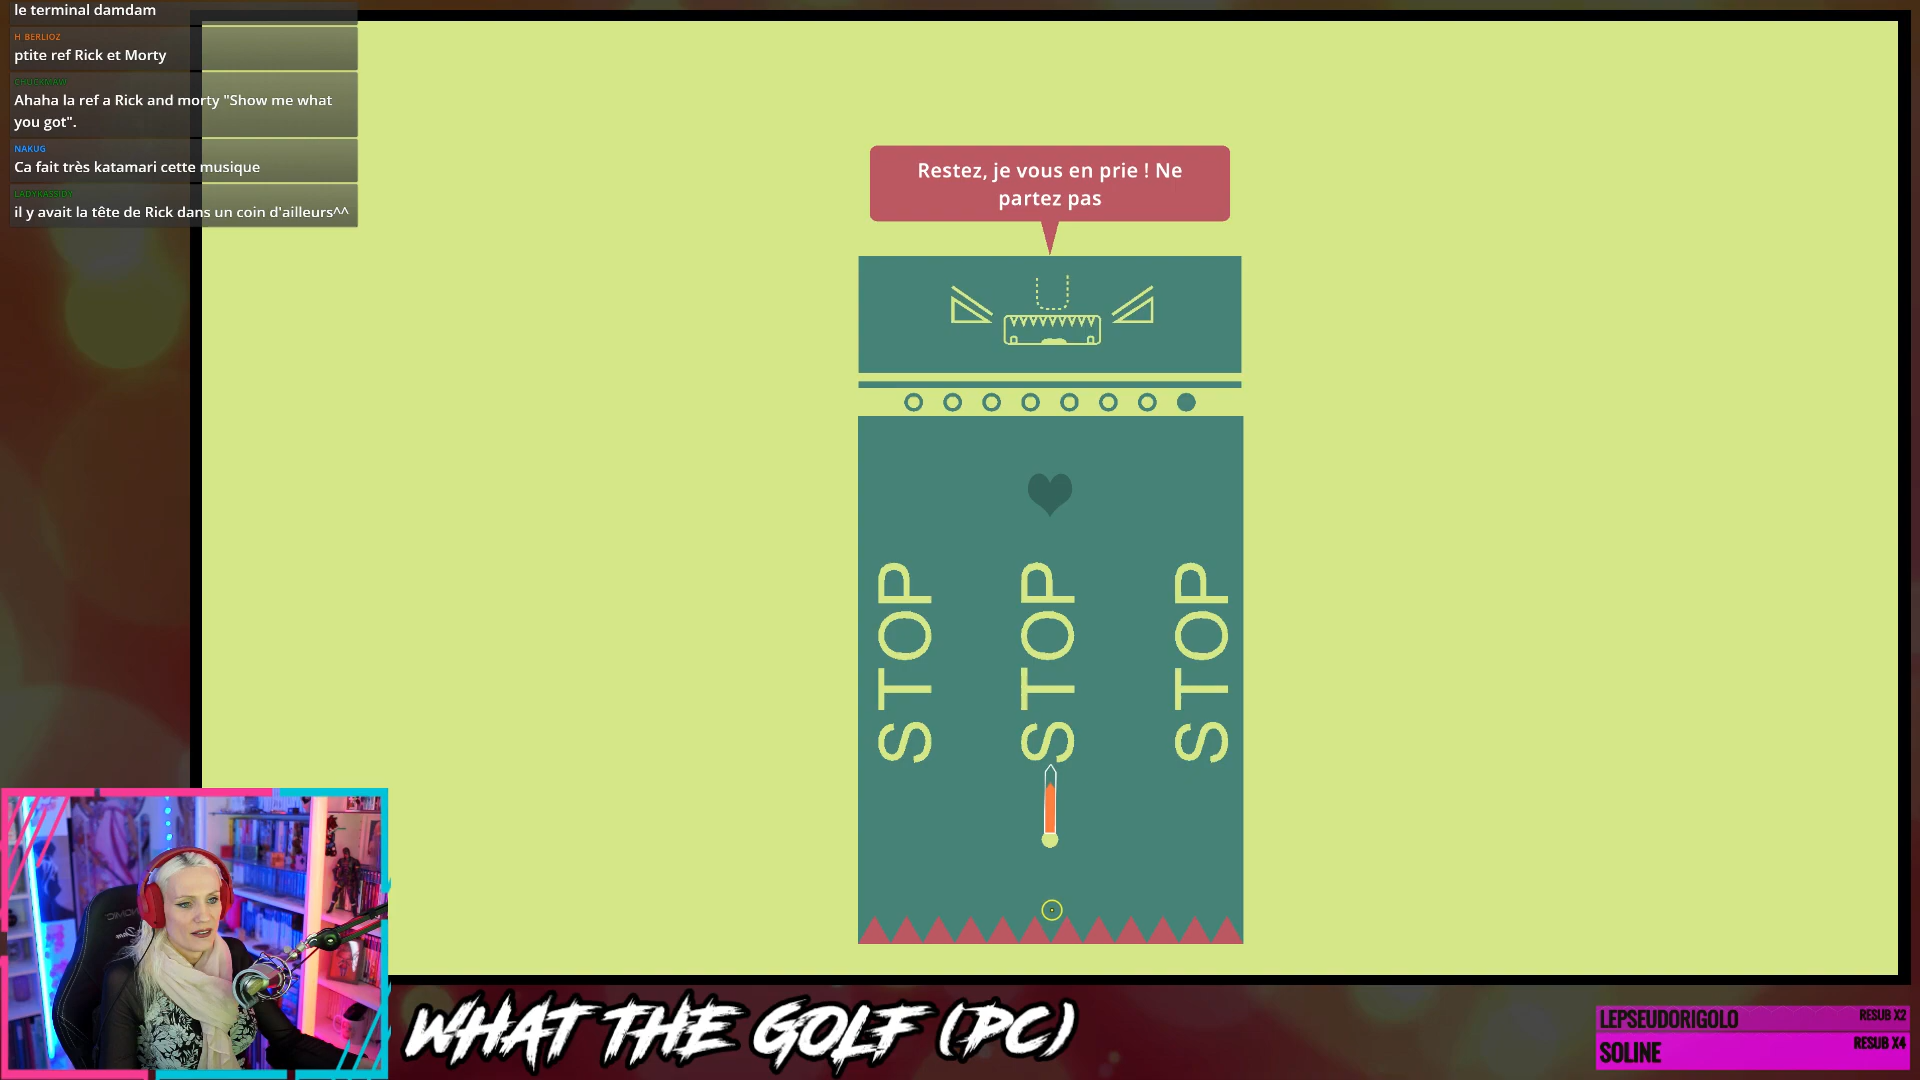 le terminal damdam
H BERLIOZ
ptite ref Rick et Morty
Ahaha la ref a Rick and morty "Show me what
you got".
NAKUG
Ca fait très katamari cette musique
LADYKASSIDY
il y avait la tête de Rick dans un coin d'ailleurs^^
Restez, je vous en prie ! Ne
partez pas
STOP
STOP
STOP
WHAT THE GOLF (PC)
LEPSEUDORIGOLO RESUB X2
SOLINE RESUB X4